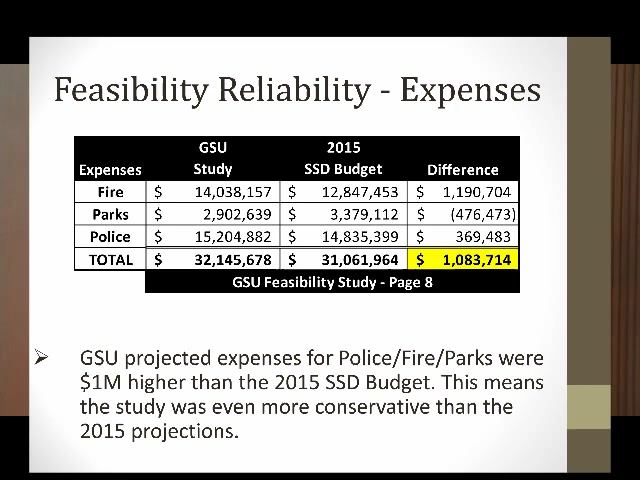 Feasibility Reliability - Expenses
GSU 2015
Expenses Study SSD Budget Difference
Fire $ 14,038,157 $ 12,847,453 $ 1,190,704
Parks $ 2,902,639 $ 3,379,112 $ (476,473)
Police $ 15,204,882 $ 14,835,399 $ 369,483
TOTAL $ 32,145,678 $ 31,061,964 $ 1,083,714
GSU Feasibility Study - Page 8
GSU projected expenses for Police/Fire/Parks were
$1M higher than the 2015 SSD Budget. This means
the study was even more conservative than the
2015 projections.